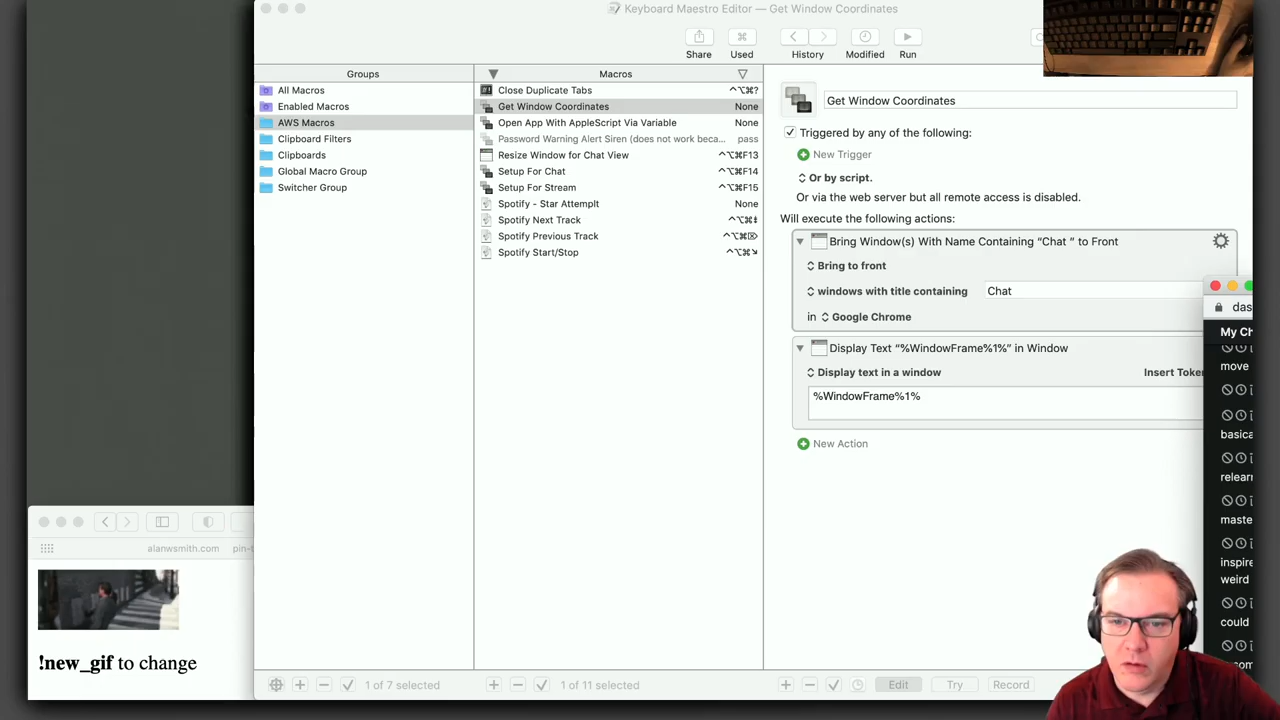 Keyboard Maestro Editor — Get Window Coordinates
Share
Used
History
Modified
Run
Groups
Macros
All Macros
Enabled Macros
AWS Macros
Clipboard Filters
Clipboards
Global Macro Group
Switcher Group
Close Duplicate Tabs ^⌥⌘?
Get Window Coordinates None
Open App With AppleScript Via Variable None
Password Warning Alert Siren (does not work beca... pass
Resize Window for Chat View ^⌥⌘F13
Setup For Chat ^⌥⌘F14
Setup For Stream ^⌥⌘F15
Spotify - Star Attemplt None
Spotify Next Track ^⌥⌘⇟
Spotify Previous Track ^⌥⌘⌦
Spotify Start/Stop ^⌥⌘↘
Get Window Coordinates
Triggered by any of the following:
New Trigger
Or by script.
Or via the web server but all remote access is disabled.
Will execute the following actions:
Bring Window(s) With Name Containing “Chat ” to Front
Bring to front
windows with title containing Chat
in Google Chrome
Display Text “%WindowFrame%1%” in Window
Display text in a window Insert Token
%WindowFrame%1%
New Action
das
My Ch
move
basica
relearn
maste
inspire
weird
could
1 of 7 selected
1 of 11 selected
Edit
Try
Record
alanwsmith.com
!new_gif to change